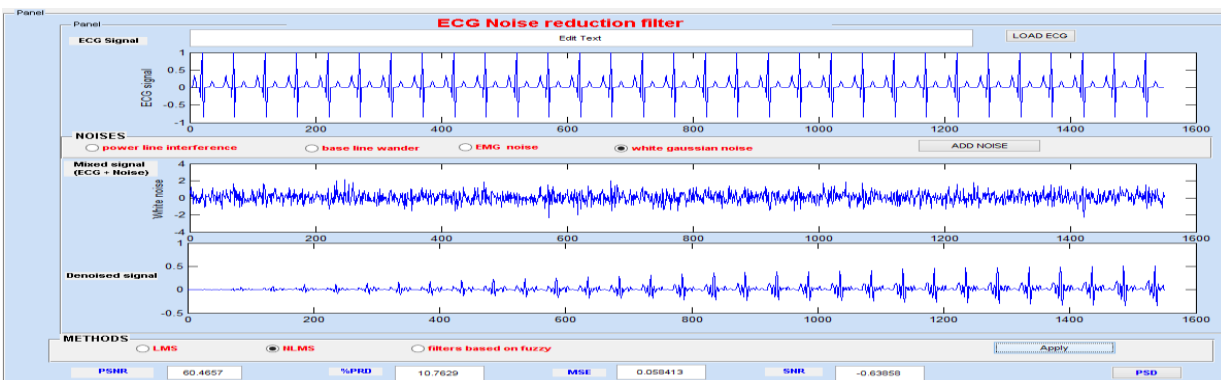 Panel
Panel
ECG Noise reduction filter
ECG Signal
Edit Text
LOAD ECG
ECG signal
1
0.5
0
-0.5
-1
0 200 400 600 800 1000 1200 1400 1600
NOISES
power line interference
base line wander
EMG noise
white gaussian noise
ADD NOISE
Mixed signal
(ECG + Noise)
White noise
4
2
0
-2
-4
0 200 400 600 800 1000 1200 1400 1600
Denoised signal
1
0.5
0
-0.5
0 200 400 600 800 1000 1200 1400 1600
METHODS
LMS
NLMS
filters based on fuzzy
Apply
PSNR 60.4657 %PRD 10.7629 MSE 0.058413 SNR -0.63858 PSD